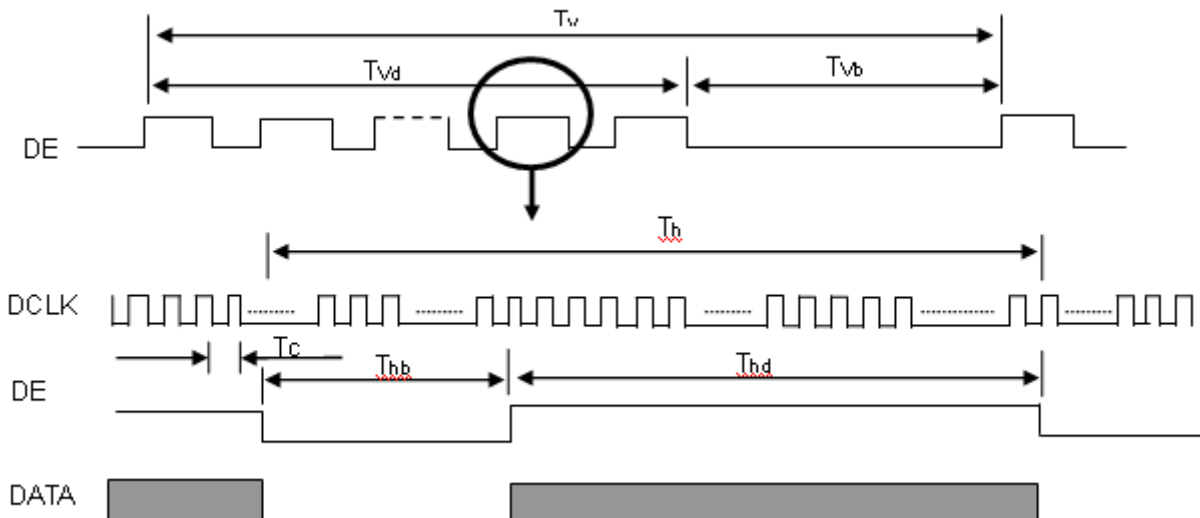 Tv
Tvd
Tvb
DE
Th
DCLK
Tc
Thb
Thd
DE
DATA